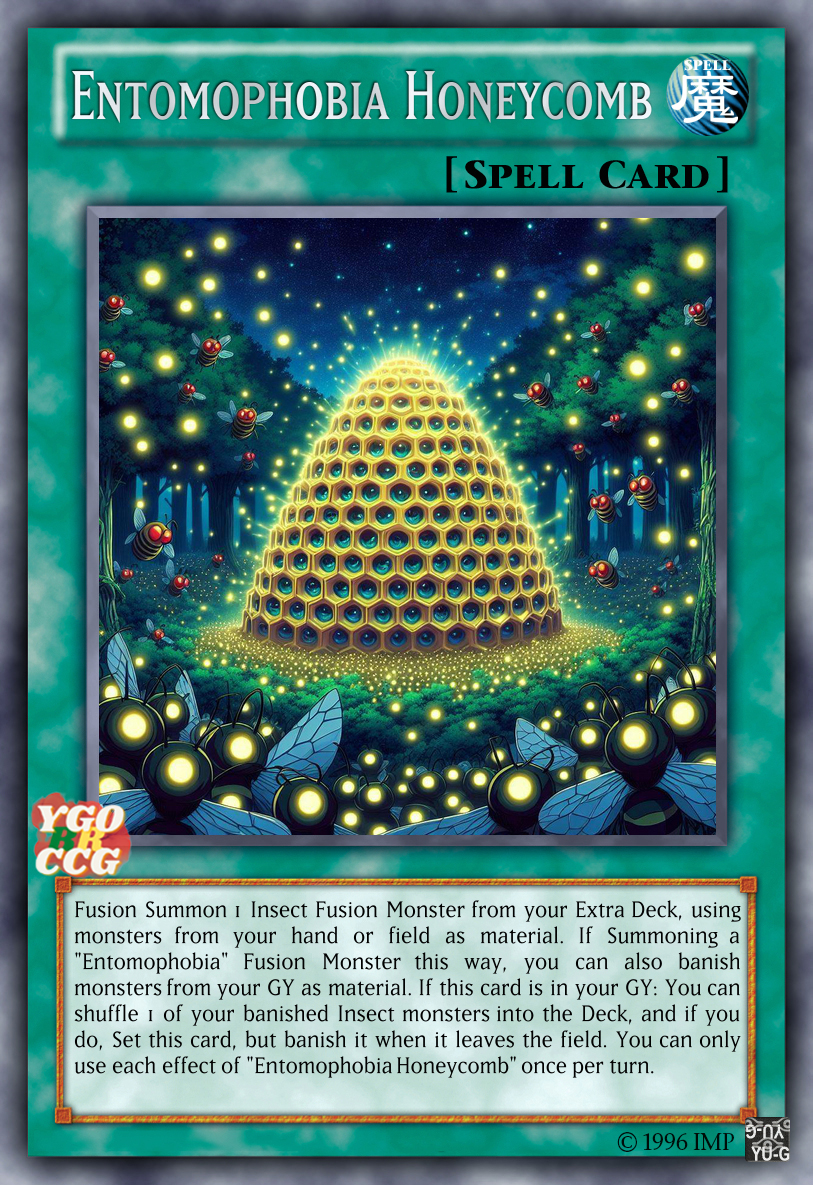 Entomophobia Honeycomb
SPELL
魔
[Spell Card]
YGO
BR
CCG
Fusion Summon 1 Insect Fusion Monster from your Extra Deck, using
monsters from your hand or field as material. If Summoning a
"Entomophobia" Fusion Monster this way, you can also banish
monsters from your GY as material. If this card is in your GY: You can
shuffle 1 of your banished Insect monsters into the Deck, and if you
do, Set this card, but banish it when it leaves the field. You can only
use each effect of "Entomophobia Honeycomb" once per turn.
© 1996 IMP
YU-G